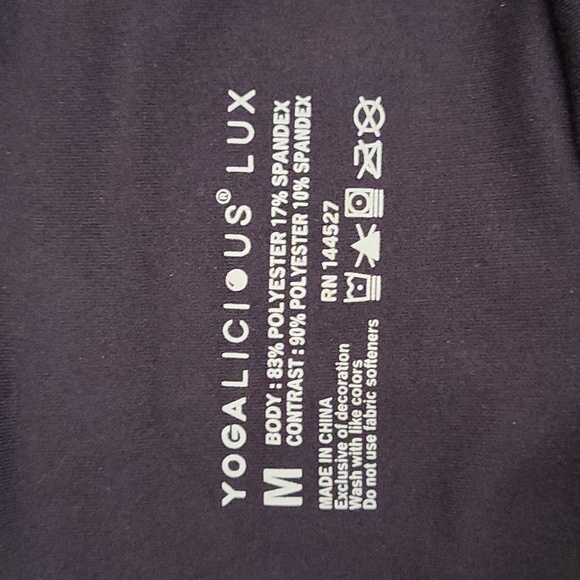 YOGALICIOUS® LUX
M
BODY : 83% POLYESTER 17% SPANDEX
CONTRAST : 90% POLYESTER 10% SPANDEX
RN 144527
MADE IN CHINA
Exclusive of decoration
Wash with like colors
Do not use fabric softeners